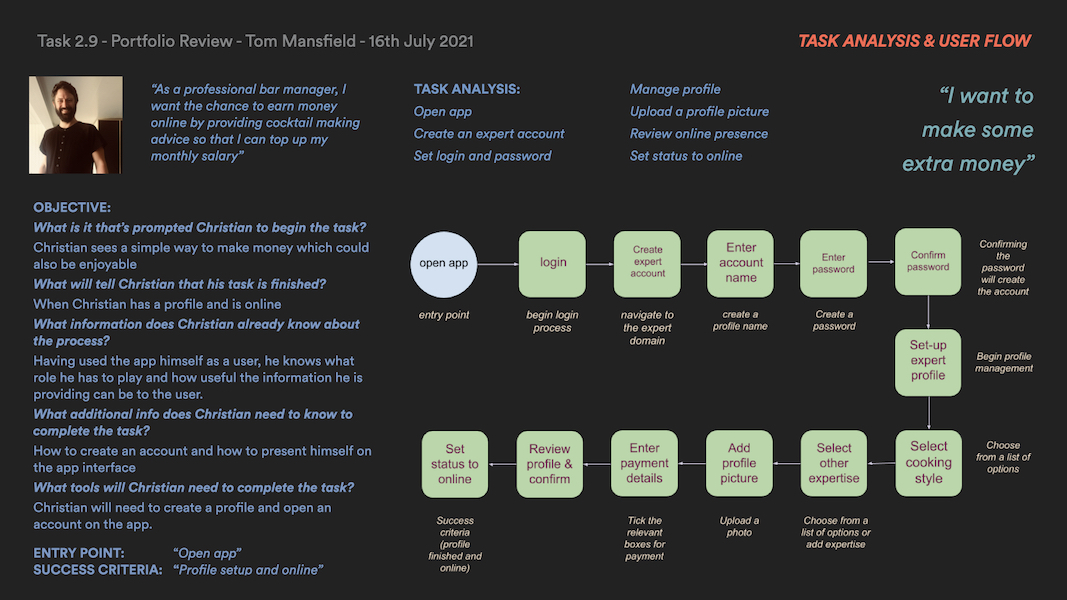 Task 2.9 - Portfolio Review - Tom Mansfield - 16th July 2021
TASK ANALYSIS & USER FLOW
“As a professional bar manager, I
want the chance to earn money
online by providing cocktail making
advice so that I can top up my
monthly salary”
TASK ANALYSIS:
Open app
Create an expert account
Set login and password
Manage profile
Upload a profile picture
Review online presence
Set status to online
“I want to
make some
extra money”
OBJECTIVE:
What is it that’s prompted Christian to begin the task?
Christian sees a simple way to make money which could
also be enjoyable
What will tell Christian that his task is finished?
When Christian has a profile and is online
What information does Christian already know about
the process?
Having used the app himself as a user, he knows what
role he has to play and how useful the information he is
providing can be to the user.
What additional info does Christian need to know to
complete the task?
How to create an account and how to present himself on
the app interface
What tools will Christian need to complete the task?
Christian will need to create a profile and open an
account on the app.
ENTRY POINT: “Open app”
SUCCESS CRITERIA: “Profile setup and online”
open app
entry point
login
begin login
process
Create
expert
account
navigate to
the expert
domain
Enter
account
name
create a
profile name
Enter
password
Create a
password
Confirm
password
Confirming
the
password
will create
the account
Set-up
expert
profile
Begin profile
management
Select
cooking
style
Choose
from a list of
options
Select
other
expertise
Choose from a
list of options or
add expertise
Add
profile
picture
Upload a
photo
Enter
payment
details
Tick the
relevant
boxes for
payment
Review
profile &
confirm
Set
status to
online
Success
criteria
(profile
finished and
online)